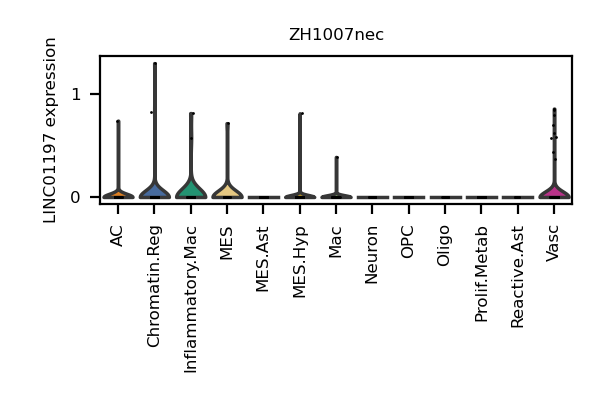 ZH1007nec
LINC01197 expression
1
0
AC
Chromatin.Reg
Inflammatory.Mac
MES
MES.Ast
MES.Hyp
Mac
Neuron
OPC
Oligo
Prolif.Metab
Reactive.Ast
Vasc